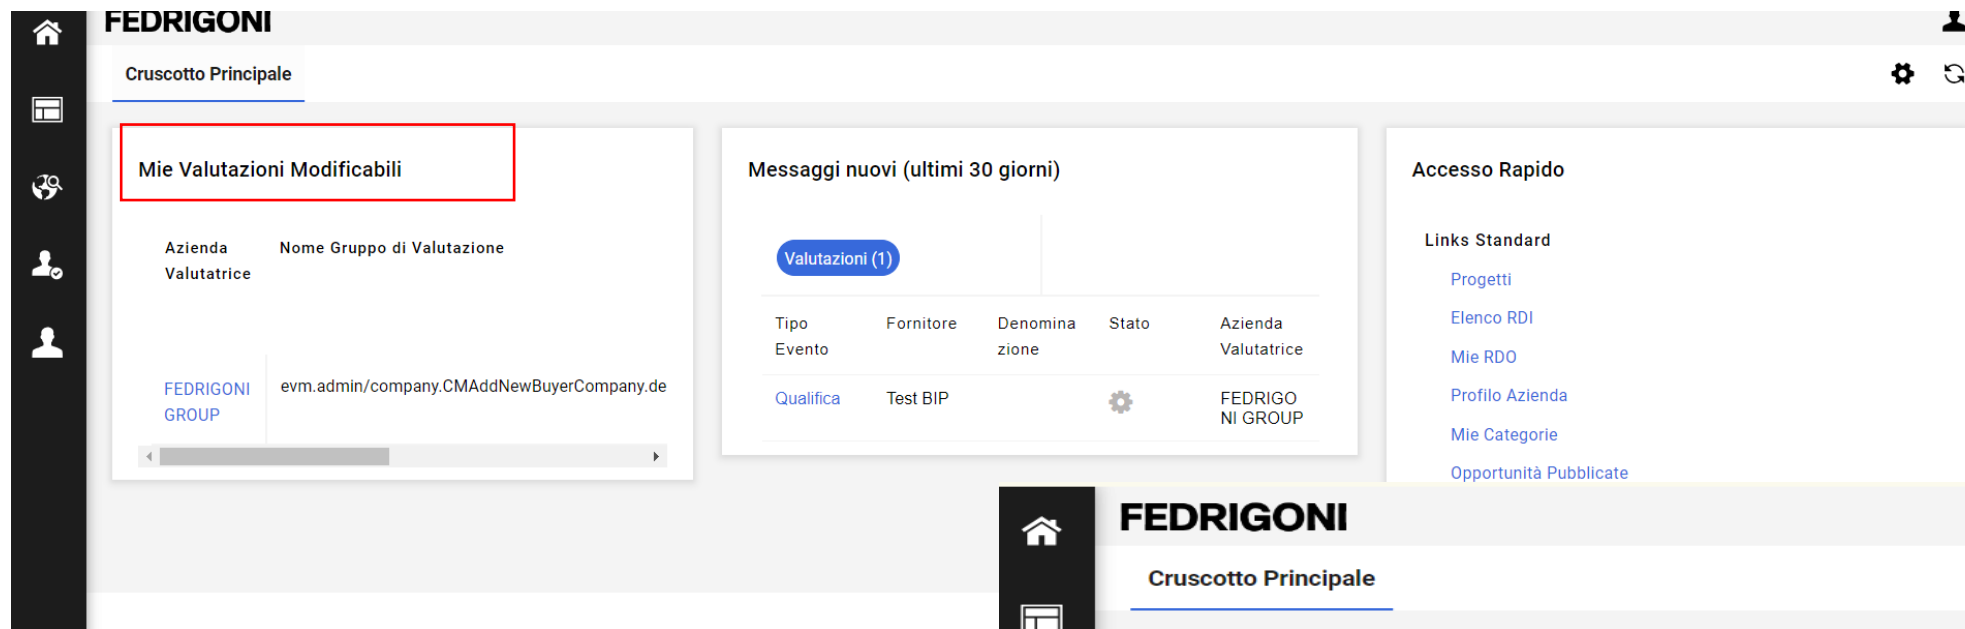 FEDRIGONI
Cruscotto Principale
Mie Valutazioni Modificabili
Azienda Valutatrice
Nome Gruppo di Valutazione
FEDRIGONI GROUP
evm.admin/company.CMAddNewBuyerCompany.de
Messaggi nuovi (ultimi 30 giorni)
Valutazioni (1)
Tipo Evento
Fornitore
Denomina zione
Stato
Azienda Valutatrice
Qualifica
Test BIP
FEDRIGO NI GROUP
Accesso Rapido
Links Standard
Progetti
Elenco RDI
Mie RDO
Profilo Azienda
Mie Categorie
Opportunità Pubblicate
FEDRIGONI
Cruscotto Principale